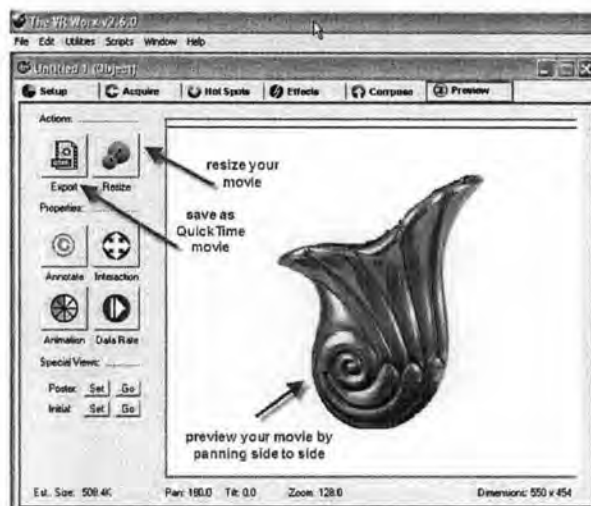 The VR Worx v2.6.0
File Edit Utilities Scripts Window Help
Untitled 1 (Object)
Setup Acquire Hot Spots Effects Compose Preview
Actions:
Export Resize
resize your
movie
save as
QuickTime
movie
Properties:
Annotate Interaction
Animation Data Rate
Special Views:
Poster: Set Go
Initial: Set Go
preview your movie by
panning side to side
Est. Size: 508.4K Pan: 180.0 Tilt: 0.0 Zoom: 128.0 Dimensions: 550 x 454